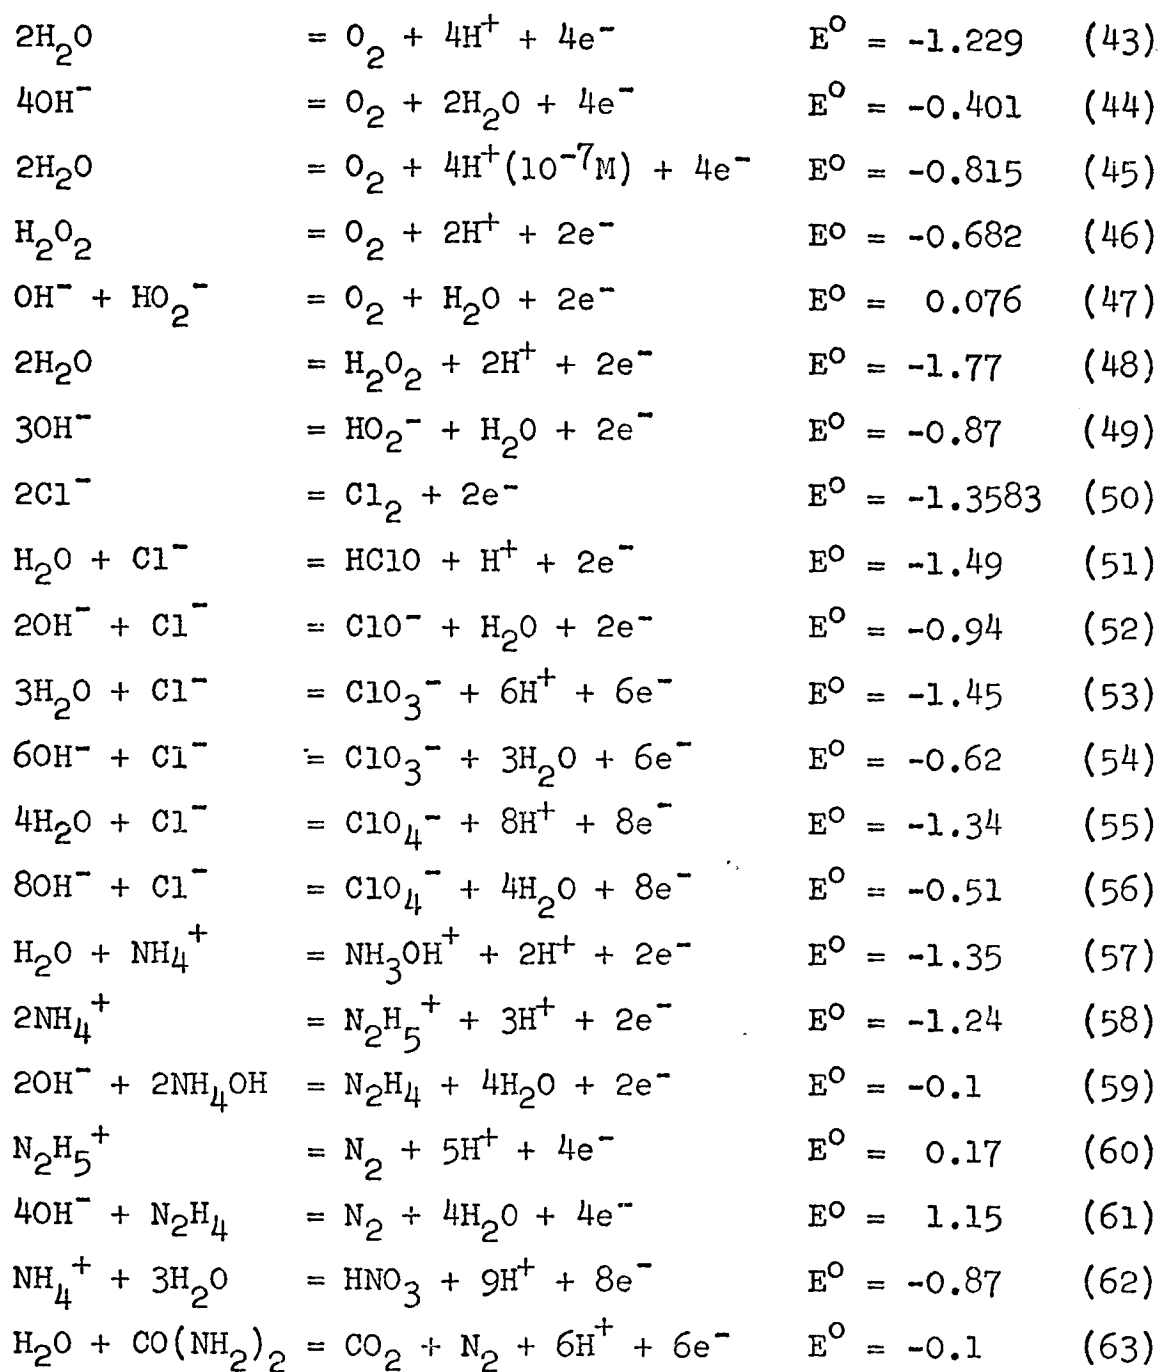 2H₂O = O₂ + 4H⁺ + 4e⁻ E° = -1.229 (43)
4OH⁻ = O₂ + 2H₂O + 4e⁻ E° = -0.401 (44)
2H₂O = O₂ + 4H⁺(10⁻⁷M) + 4e⁻ E° = -0.815 (45)
H₂O₂ = O₂ + 2H⁺ + 2e⁻ E° = -0.682 (46)
OH⁻ + HO₂⁻ = O₂ + H₂O + 2e⁻ E° = 0.076 (47)
2H₂O = H₂O₂ + 2H⁺ + 2e⁻ E° = -1.77 (48)
3OH⁻ = HO₂⁻ + H₂O + 2e⁻ E° = -0.87 (49)
2Cl⁻ = Cl₂ + 2e⁻ E° = -1.3583 (50)
H₂O + Cl⁻ = HClO + H⁺ + 2e⁻ E° = -1.49 (51)
2OH⁻ + Cl⁻ = ClO⁻ + H₂O + 2e⁻ E° = -0.94 (52)
3H₂O + Cl⁻ = ClO₃⁻ + 6H⁺ + 6e⁻ E° = -1.45 (53)
6OH⁻ + Cl⁻ = ClO₃⁻ + 3H₂O + 6e⁻ E° = -0.62 (54)
4H₂O + Cl⁻ = ClO₄⁻ + 8H⁺ + 8e⁻ E° = -1.34 (55)
8OH⁻ + Cl⁻ = ClO₄⁻ + 4H₂O + 8e⁻ E° = -0.51 (56)
H₂O + NH₄⁺ = NH₃OH⁺ + 2H⁺ + 2e⁻ E° = -1.35 (57)
2NH₄⁺ = N₂H₅⁺ + 3H⁺ + 2e⁻ E° = -1.24 (58)
2OH⁻ + 2NH₄OH = N₂H₄ + 4H₂O + 2e⁻ E° = -0.1 (59)
N₂H₅⁺ = N₂ + 5H⁺ + 4e⁻ E° = 0.17 (60)
4OH⁻ + N₂H₄ = N₂ + 4H₂O + 4e⁻ E° = 1.15 (61)
NH₄⁺ + 3H₂O = HNO₃ + 9H⁺ + 8e⁻ E° = -0.87 (62)
H₂O + CO(NH₂)₂ = CO₂ + N₂ + 6H⁺ + 6e⁻ E° = -0.1 (63)